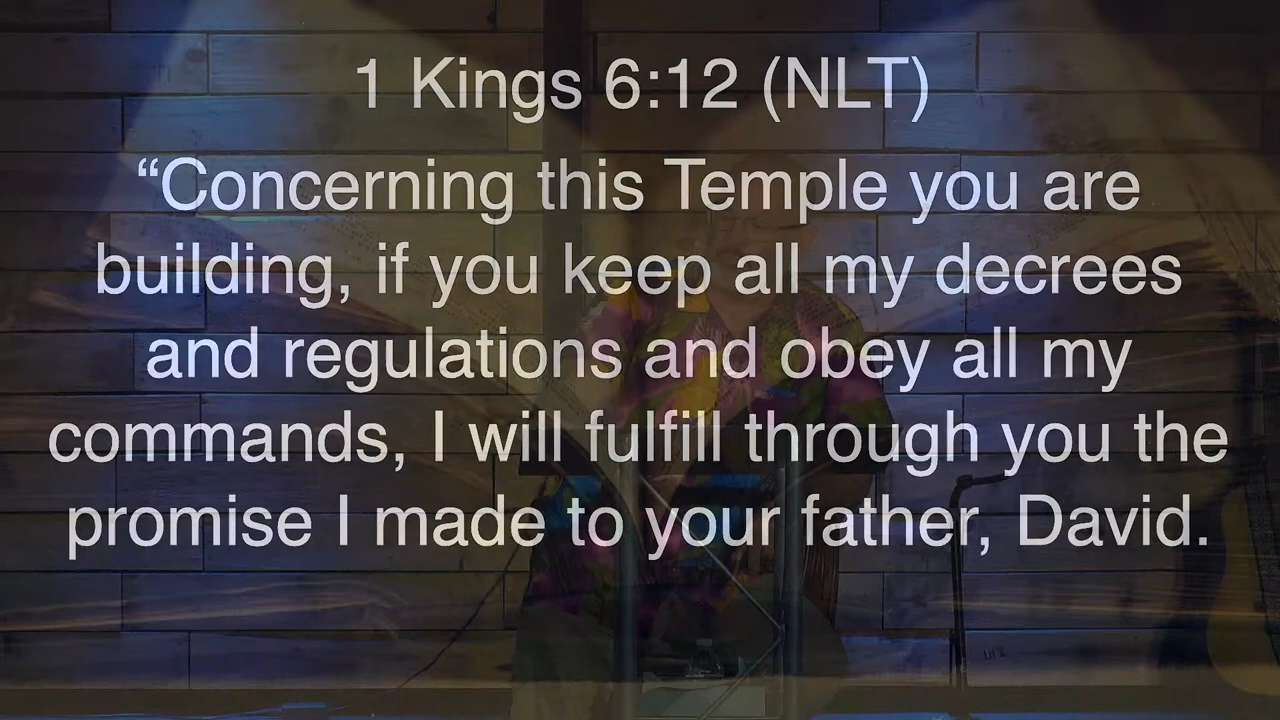 1 Kings 6:12 (NLT)
“Concerning this Temple you are
building, if you keep all my decrees
and regulations and obey all my
commands, I will fulfill through you the
promise I made to your father, David.